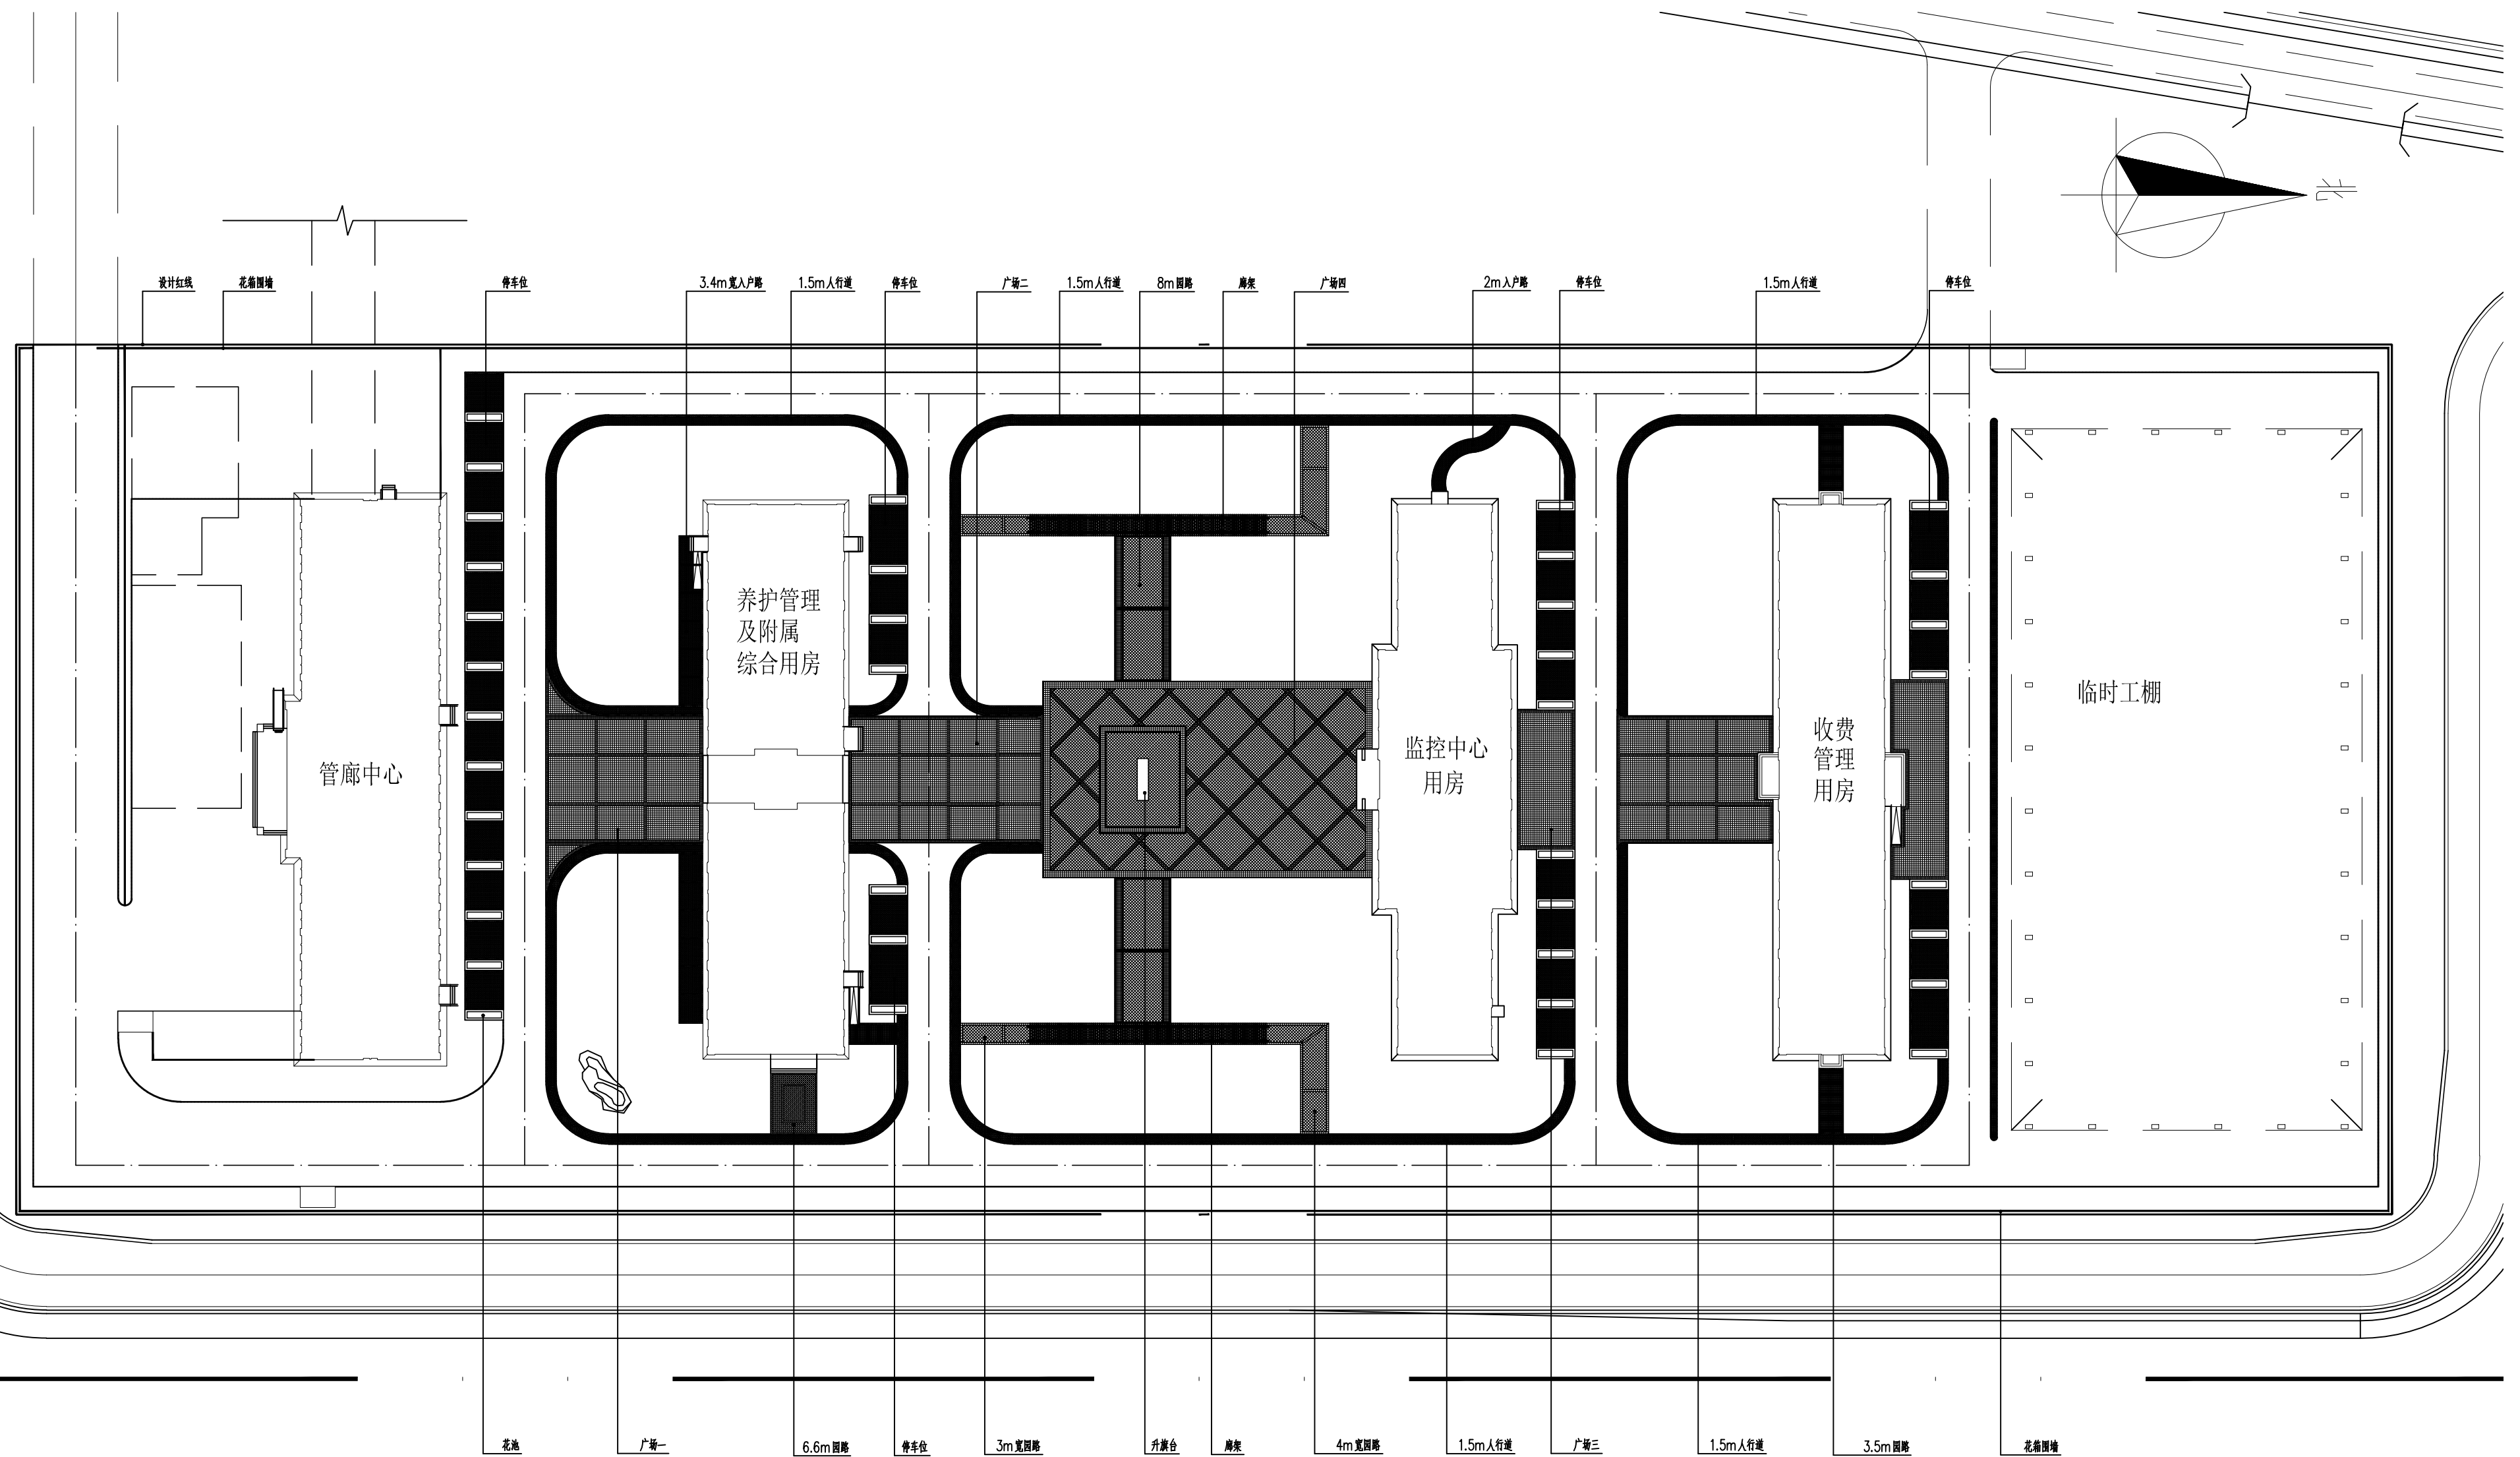 北
设计红线
花箱围墙
停车位
3.4m宽入户路
1.5m人行道
停车位
广场二
1.5m人行道
8m园路
廊架
广场四
2m入户路
停车位
1.5m人行道
停车位
养护管理
及附属
综合用房
管廊中心
监控中心
用房
收费
管理
用房
临时工棚
花池
广场一
6.6m园路
停车位
3m宽园路
升旗台
廊架
4m宽园路
1.5m人行道
广场三
1.5m人行道
3.5m园路
花箱围墙